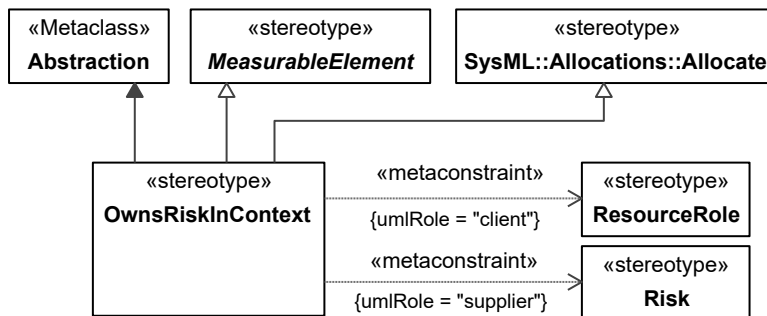 «Metaclass»
Abstraction
«stereotype»
MeasurableElement
«stereotype»
SysML::Allocations::Allocate
«stereotype»
OwnsRiskInContext
«metaconstraint»
{umlRole = "client"}
«stereotype»
ResourceRole
«metaconstraint»
{umlRole = "supplier"}
«stereotype»
Risk